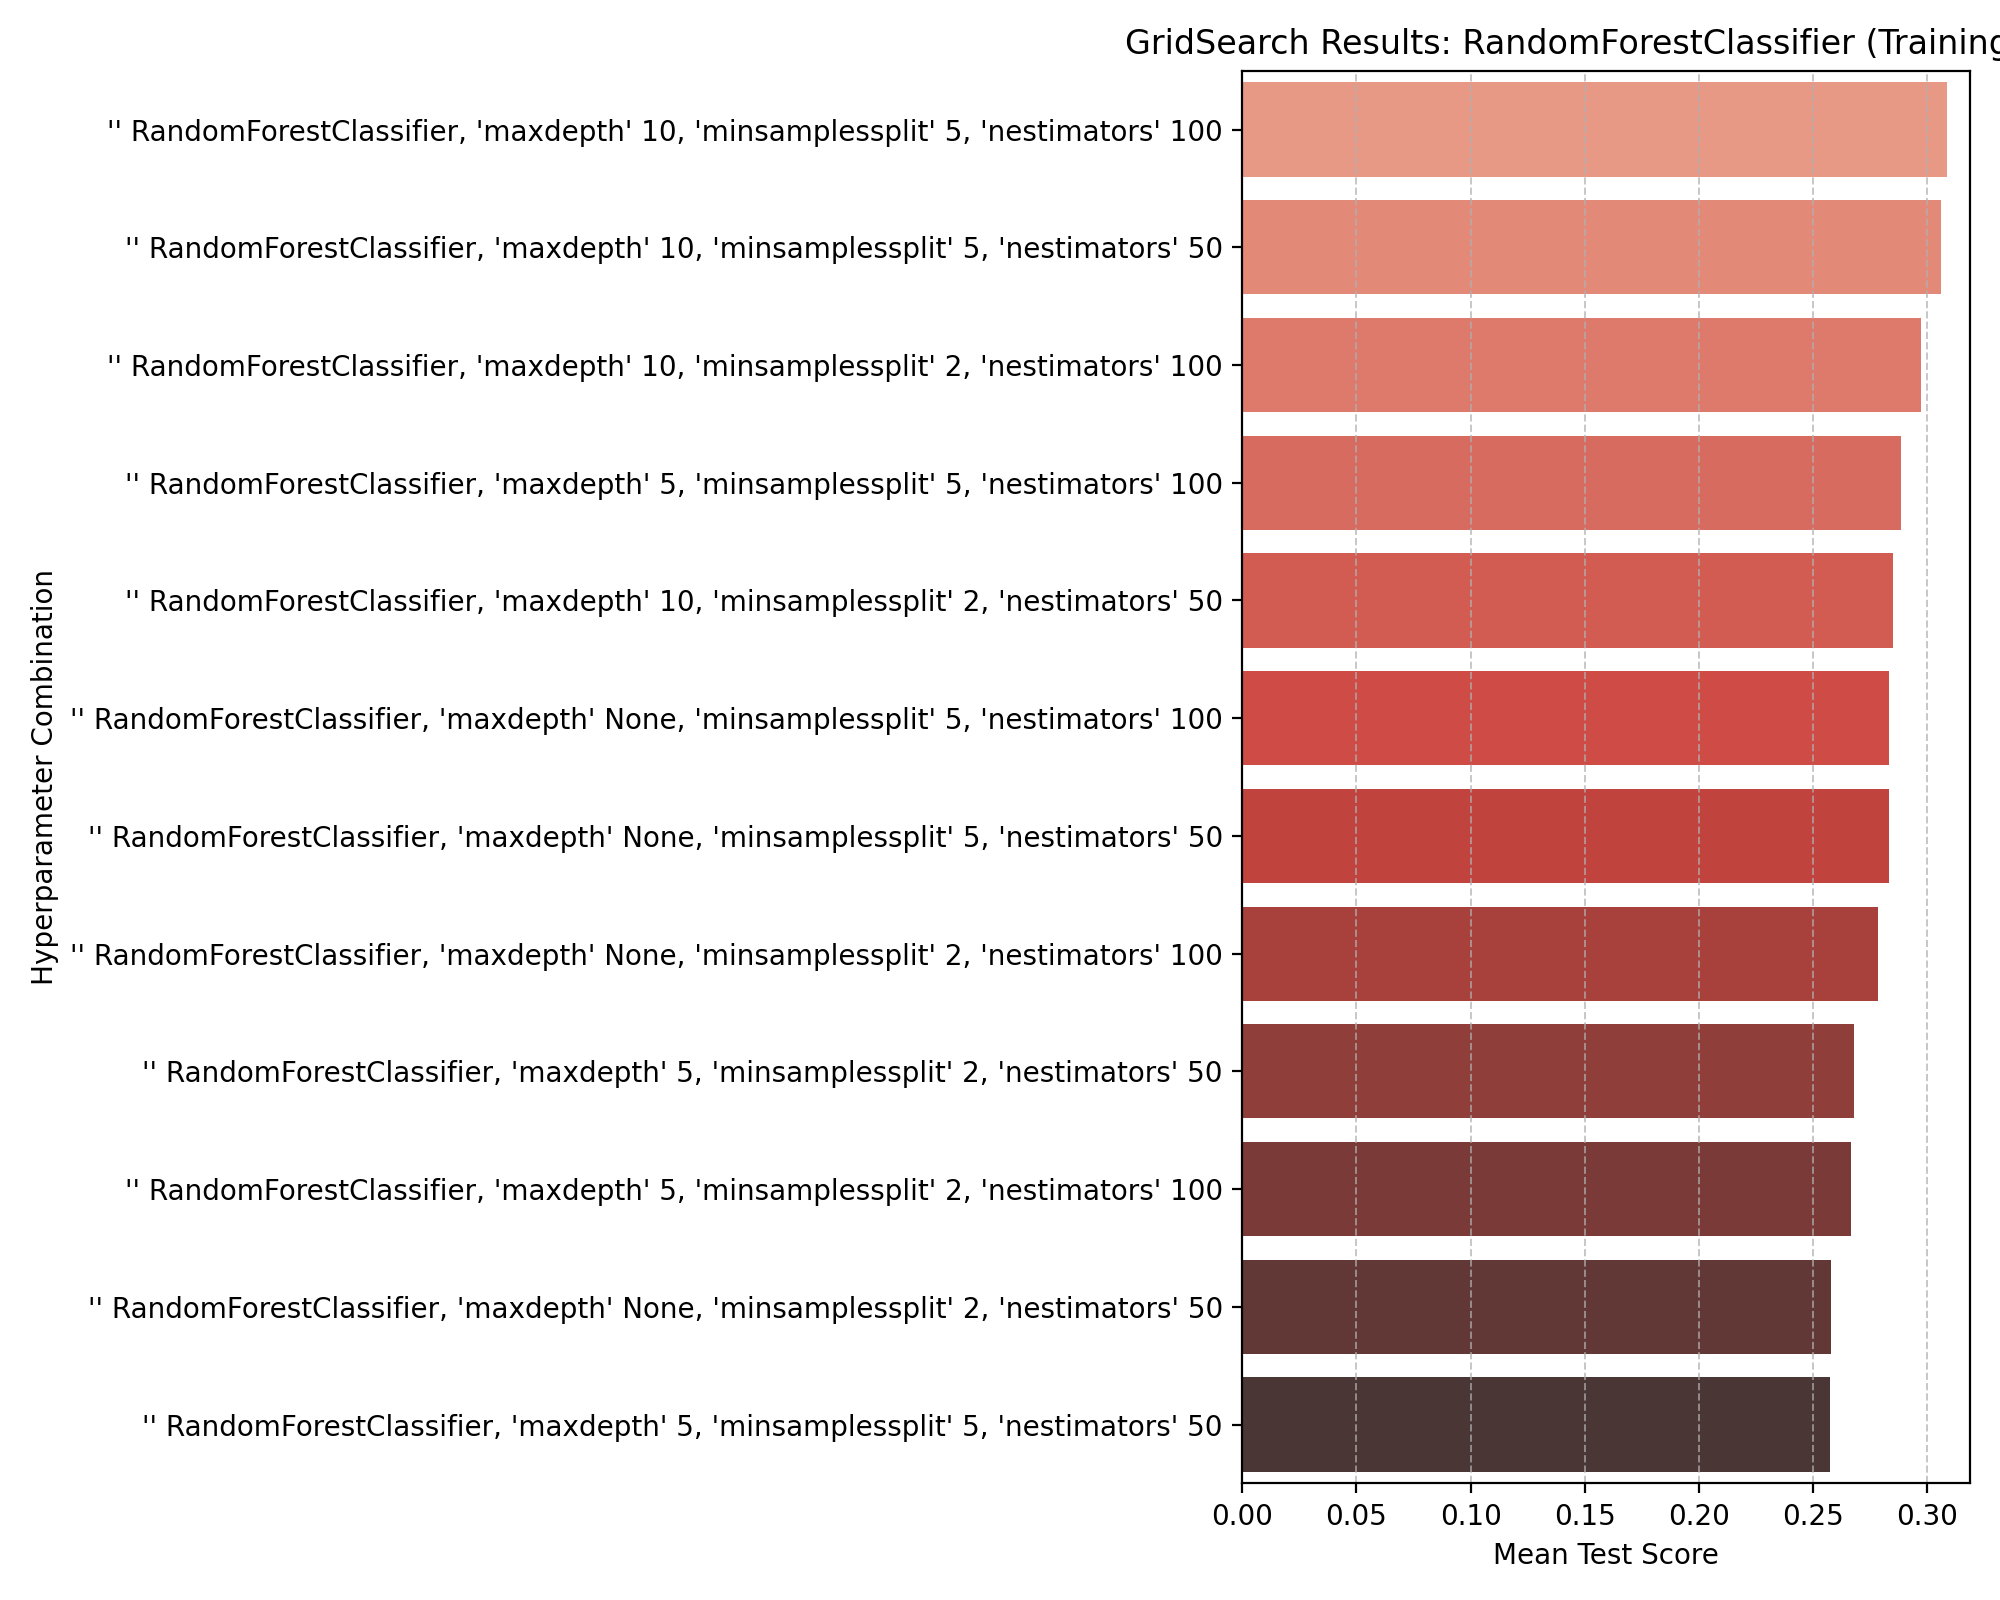 GridSearch Results: RandomForestClassifier (Training
'' RandomForestClassifier, 'maxdepth' 10, 'minsamplessplit' 5, 'nestimators' 100
'' RandomForestClassifier, 'maxdepth' 10, 'minsamplessplit' 5, 'nestimators' 50
'' RandomForestClassifier, 'maxdepth' 10, 'minsamplessplit' 2, 'nestimators' 100
'' RandomForestClassifier, 'maxdepth' 5, 'minsamplessplit' 5, 'nestimators' 100
'' RandomForestClassifier, 'maxdepth' 10, 'minsamplessplit' 2, 'nestimators' 50
'' RandomForestClassifier, 'maxdepth' None, 'minsamplessplit' 5, 'nestimators' 100
'' RandomForestClassifier, 'maxdepth' None, 'minsamplessplit' 5, 'nestimators' 50
'' RandomForestClassifier, 'maxdepth' None, 'minsamplessplit' 2, 'nestimators' 100
'' RandomForestClassifier, 'maxdepth' 5, 'minsamplessplit' 2, 'nestimators' 50
'' RandomForestClassifier, 'maxdepth' 5, 'minsamplessplit' 2, 'nestimators' 100
'' RandomForestClassifier, 'maxdepth' None, 'minsamplessplit' 2, 'nestimators' 50
'' RandomForestClassifier, 'maxdepth' 5, 'minsamplessplit' 5, 'nestimators' 50
Hyperparameter Combination
0.00 0.05 0.10 0.15 0.20 0.25 0.30
Mean Test Score